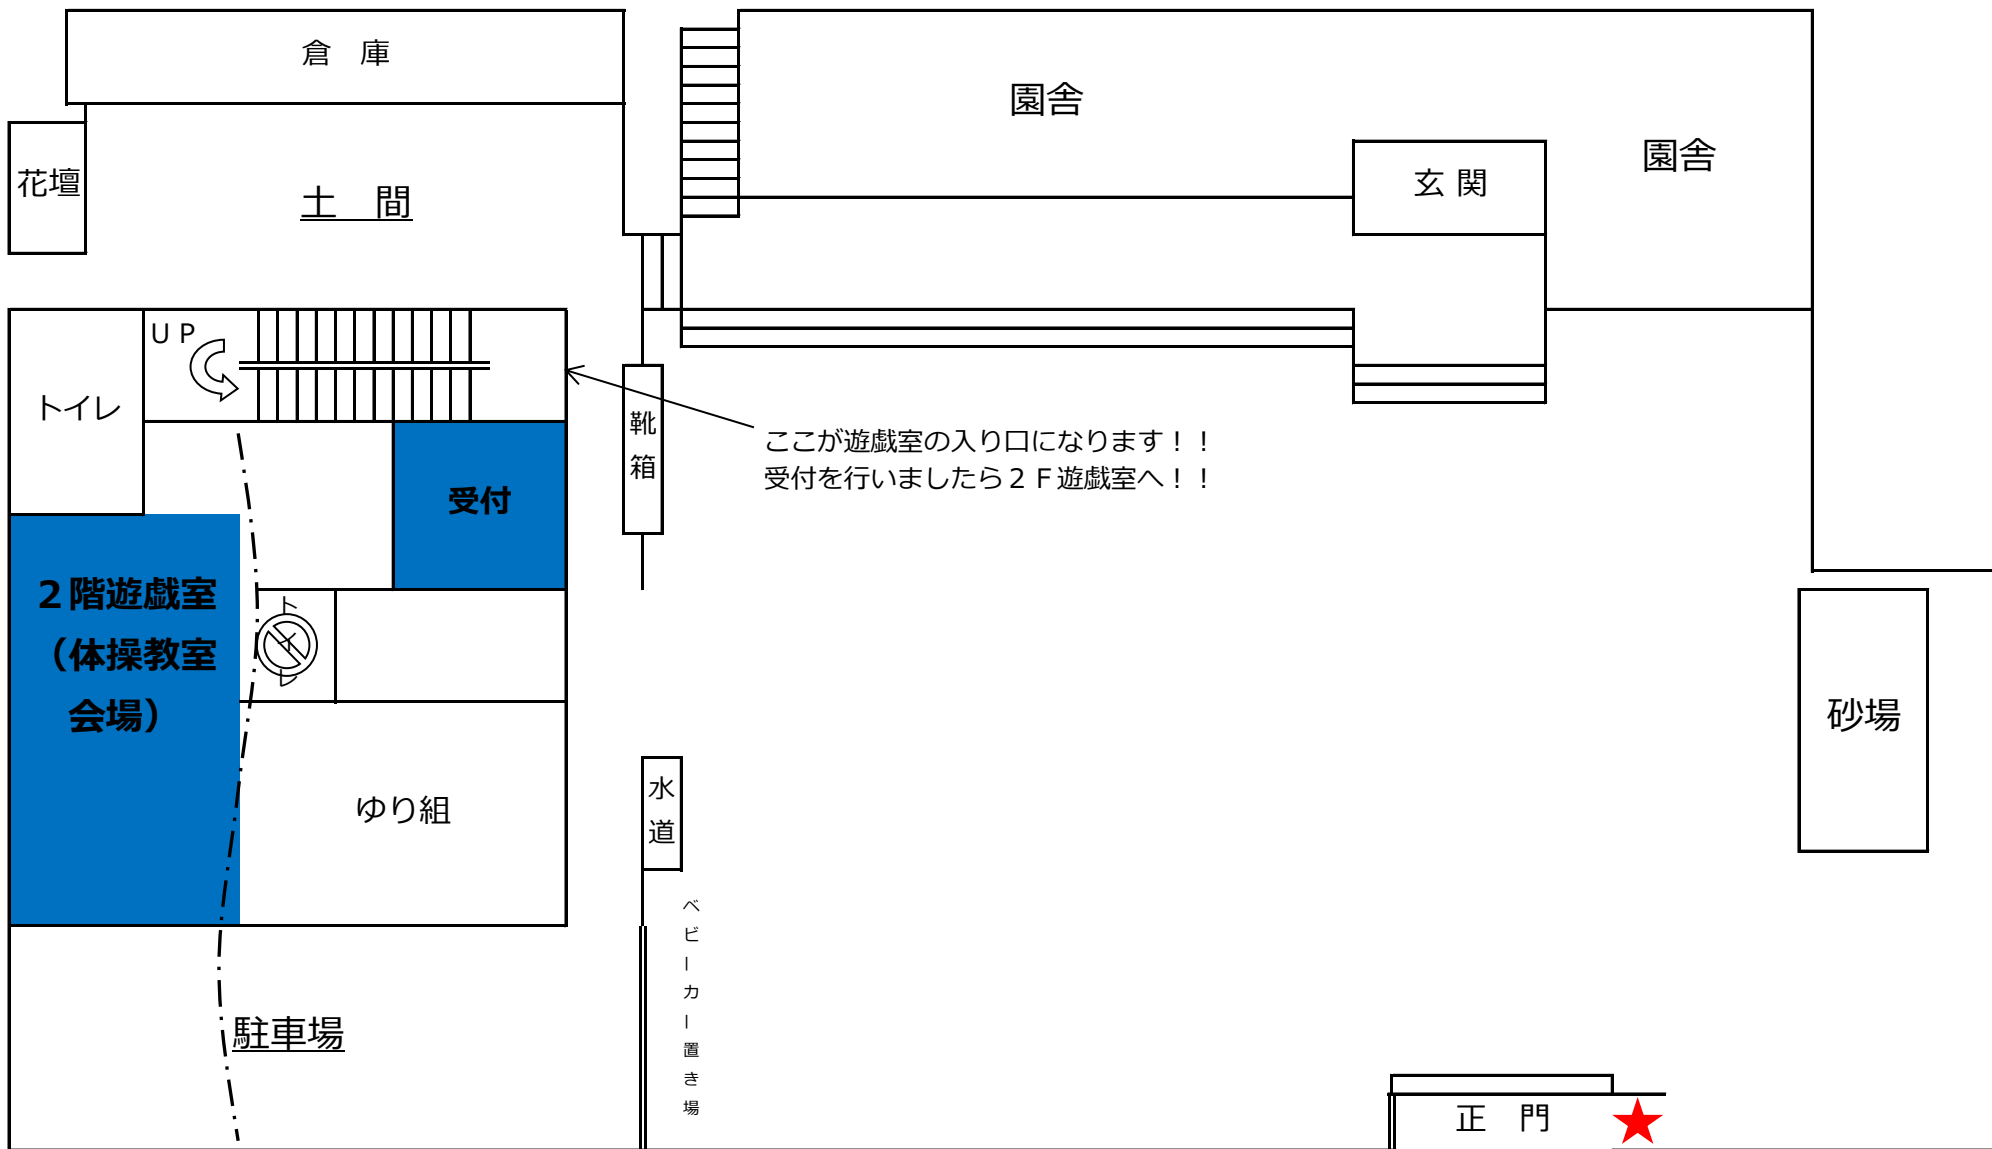 倉　庫
園舎
園舎
花壇
土　間
玄 関
ＵＰ
トイレ
靴箱
ここが遊戯室の入り口になります！！
受付を行いましたら２Ｆ遊戯室へ！！
受付
２階遊戯室
（体操教室
会場）
トイレ
砂場
水道
ゆり組
ベビーカー置き場
駐車場
正　門